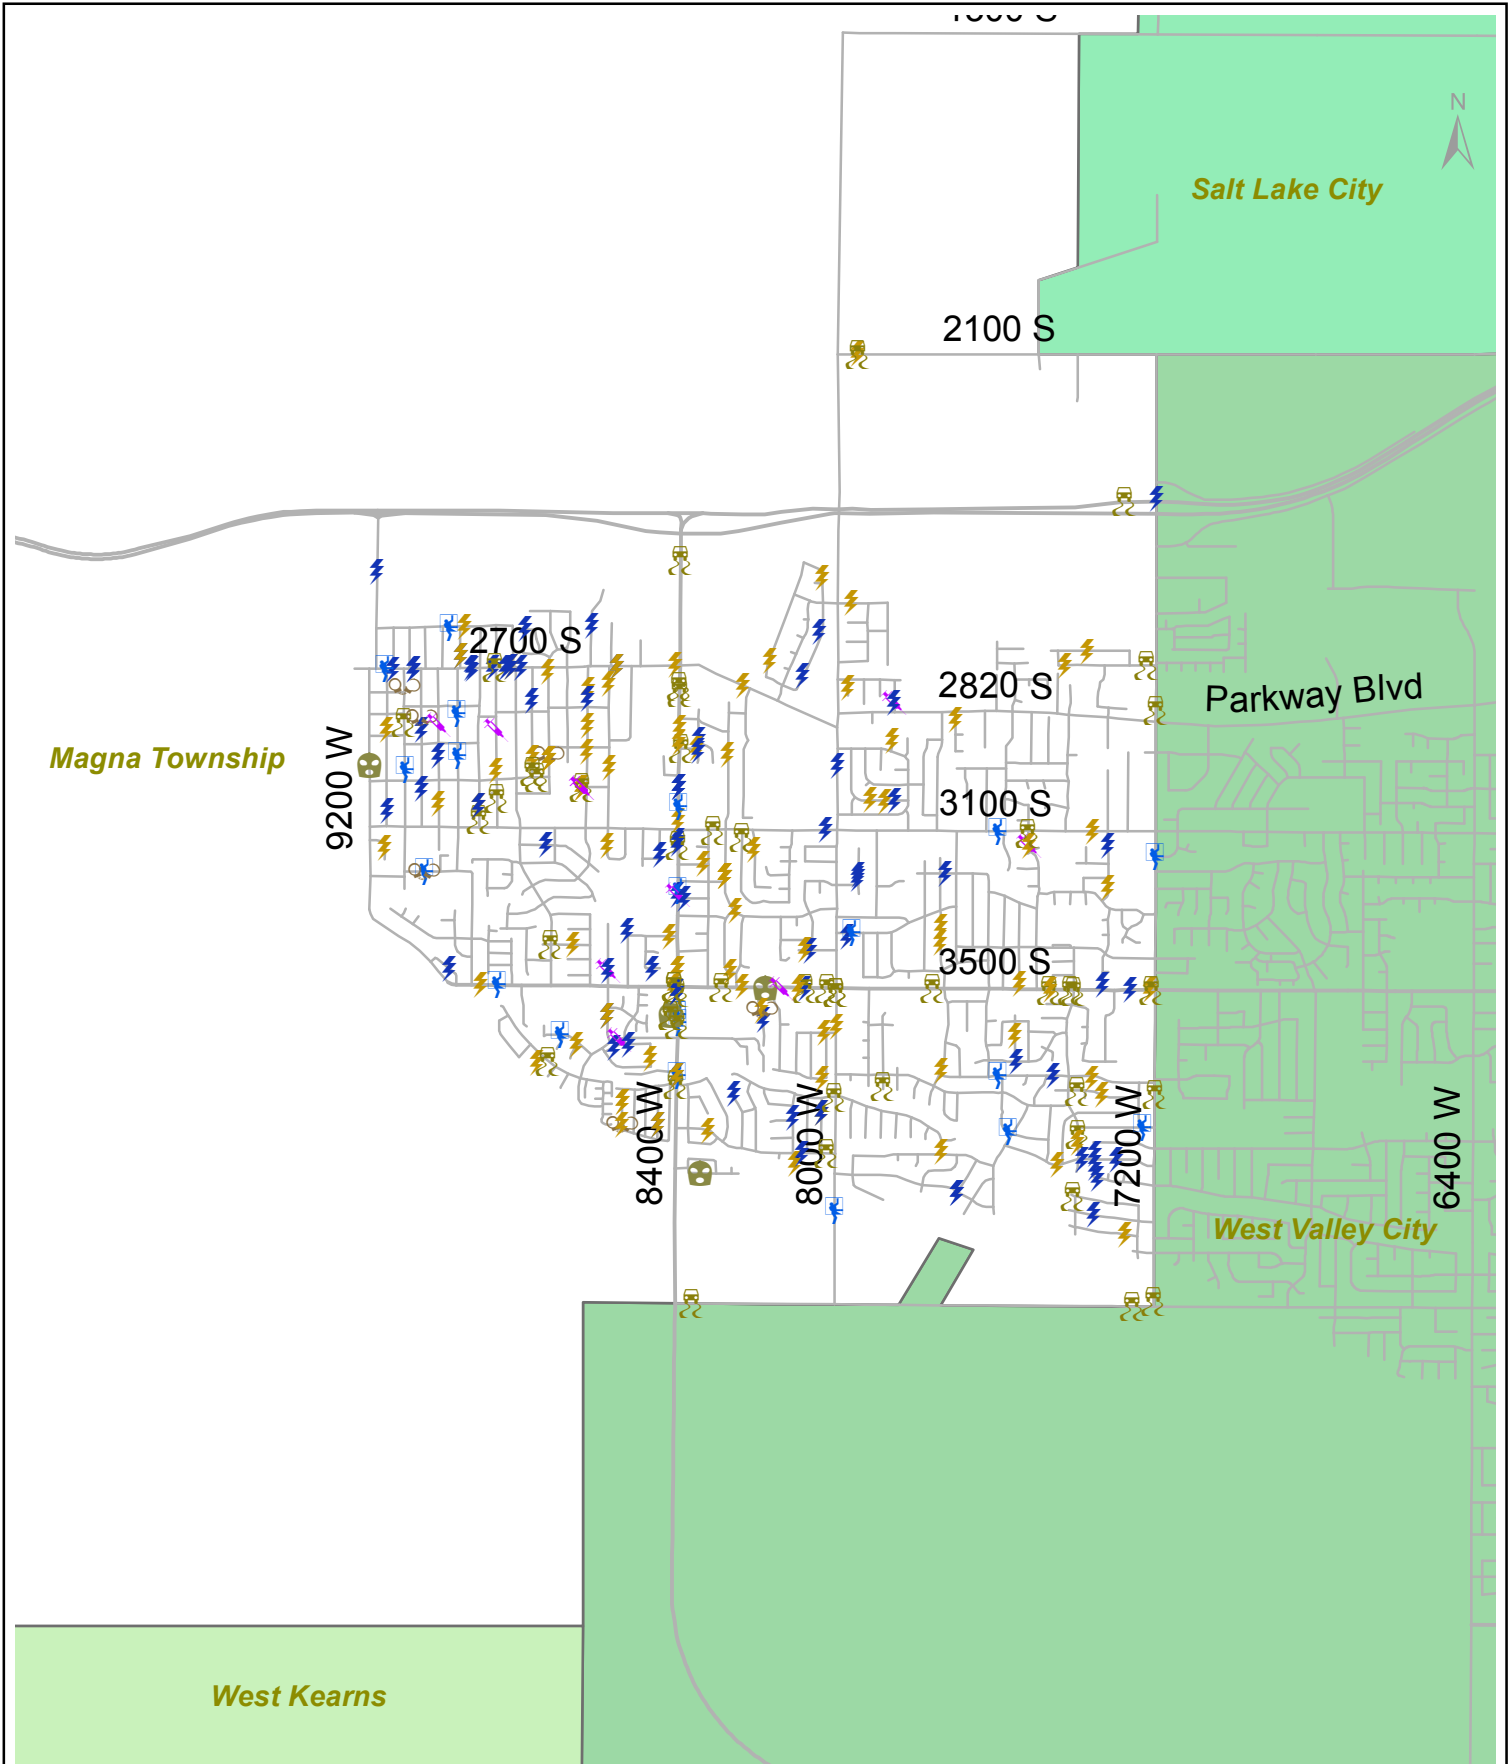 N
Salt Lake City
2100 S
2700 S
2820 S
Parkway Blvd
Magna Township
9200 W
3100 S
3500 S
8400 W
8000 W
7200 W
6400 W
West Valley City
West Kearns